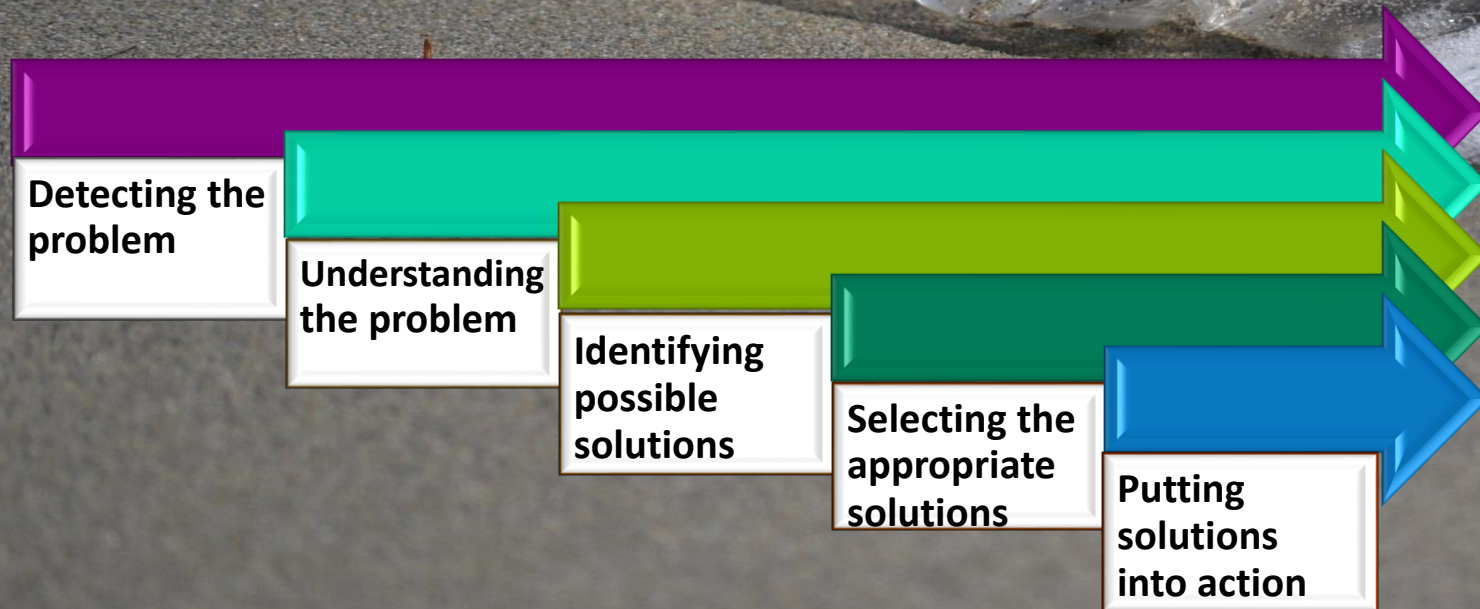 Detecting the
problem
Understanding
the problem
Identifying
possible
solutions
Selecting the
appropriate
solutions
Putting
solutions
into action